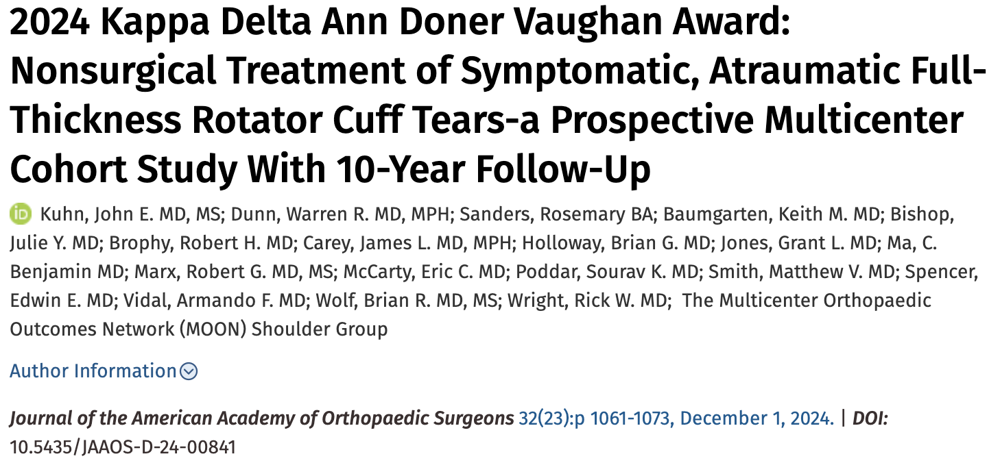 2024 Kappa Delta Ann Doner Vaughan Award:
Nonsurgical Treatment of Symptomatic, Atraumatic Full-
Thickness Rotator Cuff Tears-a Prospective Multicenter
Cohort Study With 10-Year Follow-Up
iD Kuhn, John E. MD, MS; Dunn, Warren R. MD, MPH; Sanders, Rosemary BA; Baumgarten, Keith M. MD; Bishop,
Julie Y. MD; Brophy, Robert H. MD; Carey, James L. MD, MPH; Holloway, Brian G. MD; Jones, Grant L. MD; Ma, C.
Benjamin MD; Marx, Robert G. MD, MS; McCarty, Eric C. MD; Poddar, Sourav K. MD; Smith, Matthew V. MD; Spencer,
Edwin E. MD; Vidal, Armando F. MD; Wolf, Brian R. MD, MS; Wright, Rick W. MD; The Multicenter Orthopaedic
Outcomes Network (MOON) Shoulder Group
Author Information
Journal of the American Academy of Orthopaedic Surgeons 32(23):p 1061-1073, December 1, 2024. | DOI:
10.5435/JAAOS-D-24-00841